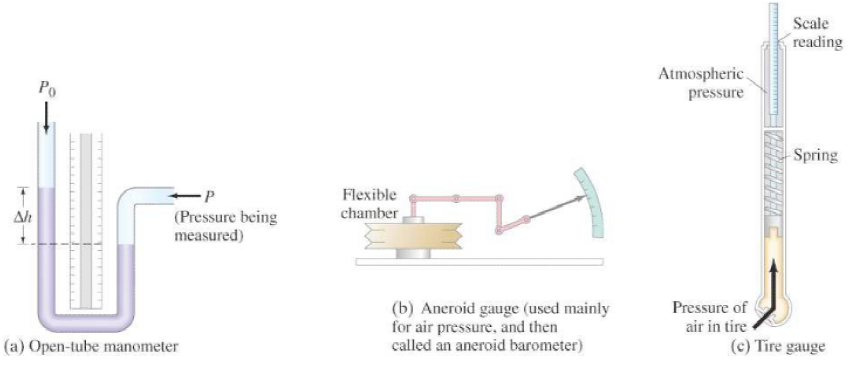 P0
Δh
P
(Pressure being
measured)
(a) Open-tube manometer
Flexible
chamber
(b) Aneroid gauge (used mainly
for air pressure, and then
called an aneroid barometer)
Scale
reading
Atmospheric
pressure
Spring
Pressure of
air in tire
(c) Tire gauge